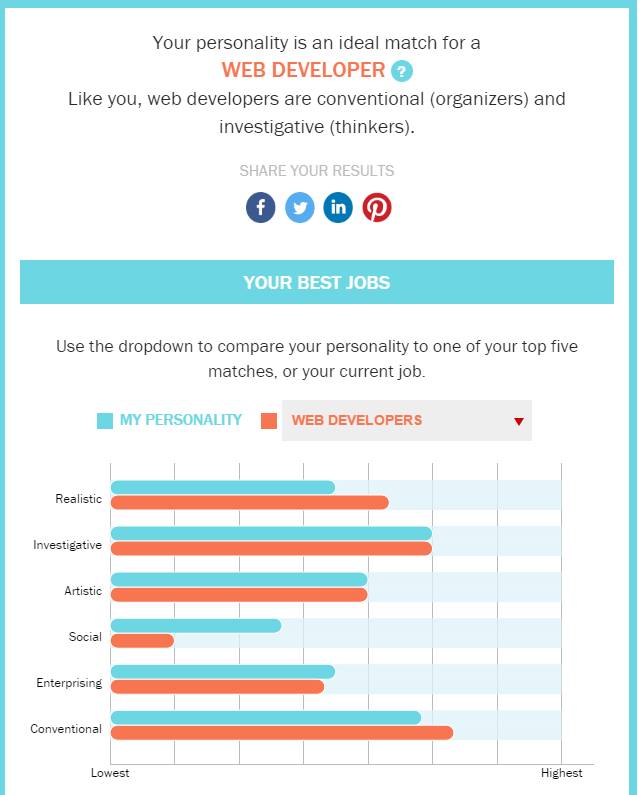 Your personality is an ideal match for a
WEB DEVELOPER ?
Like you, web developers are conventional (organizers) and
investigative (thinkers).
SHARE YOUR RESULTS
f in
YOUR BEST JOBS
Use the dropdown to compare your personality to one of your top five
matches, or your current job.
MY PERSONALITY WEB DEVELOPERS
Realistic
Investigative
Artistic
Social
Enterprising
Conventional
Lowest Highest